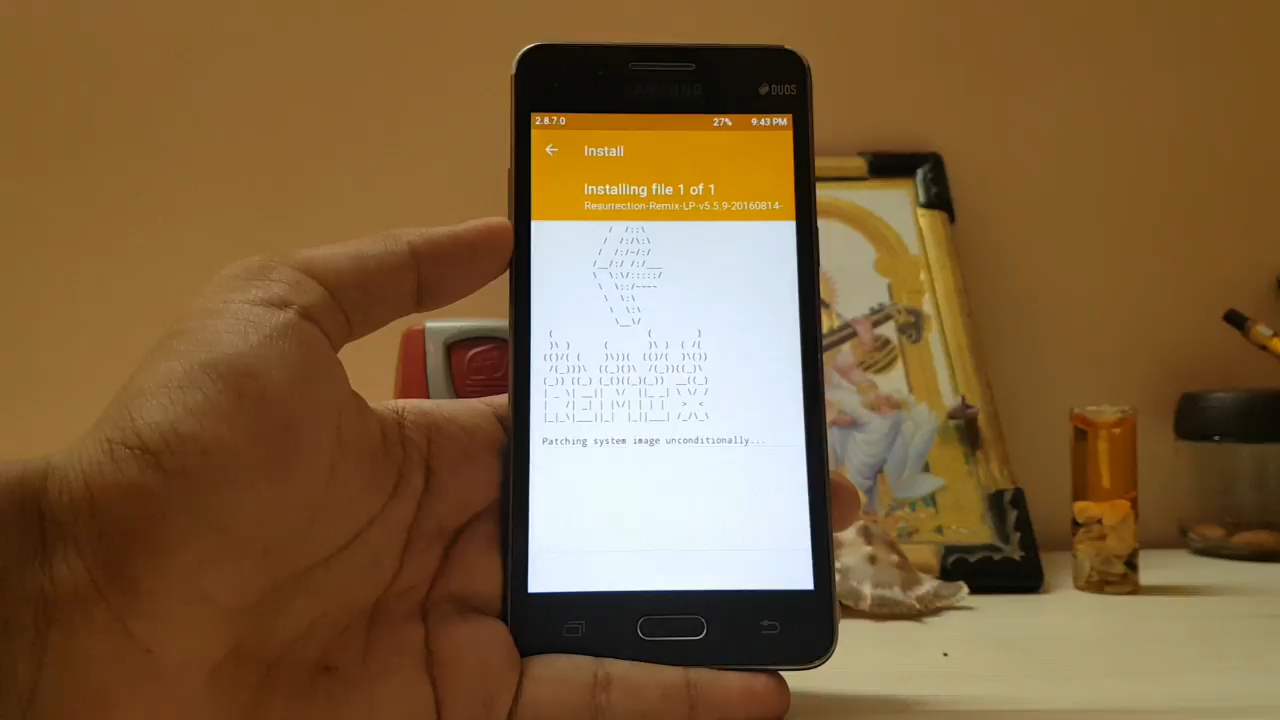 SAMSUNG
DUOS
2.8.7.0 27% 9:43 PM
Install
Installing file 1 of 1
Resurrection-Remix-LP-v5.5.9-20160814-
Patching system image unconditionally...